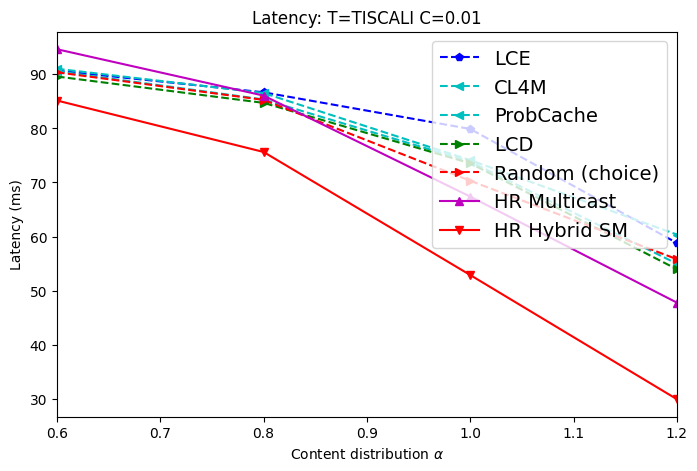 Latency: T=TISCALI C=0.01
Latency (ms)
90
80
70
60
50
40
30
LCE
CL4M
ProbCache
LCD
Random (choice)
HR Multicast
HR Hybrid SM
0.6 0.7 0.8 0.9 1.0 1.1 1.2
Content distribution α